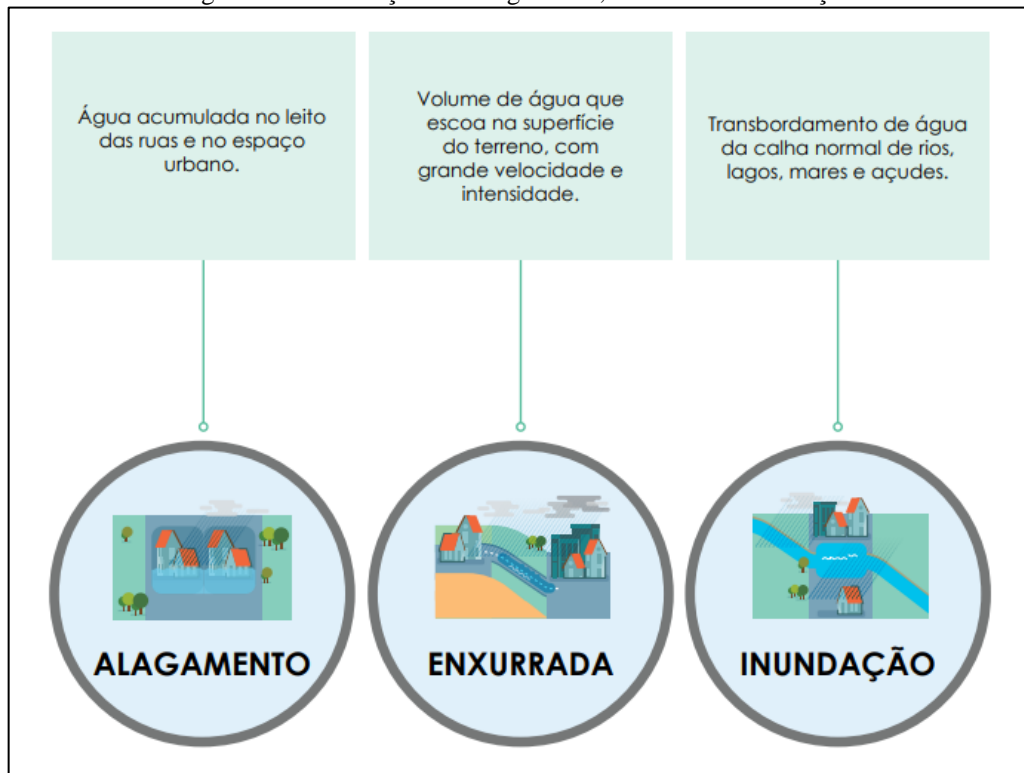 Água acumulada no leito
das ruas e no espaço
urbano.
Volume de água que
escoa na superfície
do terreno, com
grande velocidade e
intensidade.
Transbordamento de água
da calha normal de rios,
lagos, mares e açudes.
ALAGAMENTO
ENXURRADA
INUNDAÇÃO